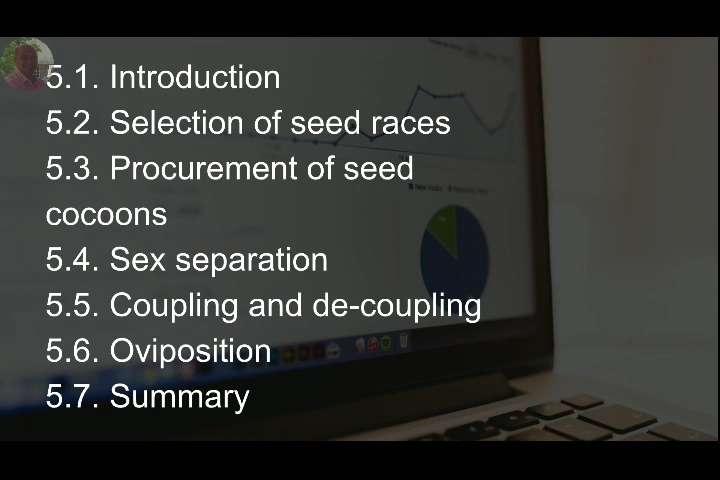 5.1. Introduction
5.2. Selection of seed races
5.3. Procurement of seed
cocoons
5.4. Sex separation
5.5. Coupling and de-coupling
5.6. Oviposition
5.7. Summary